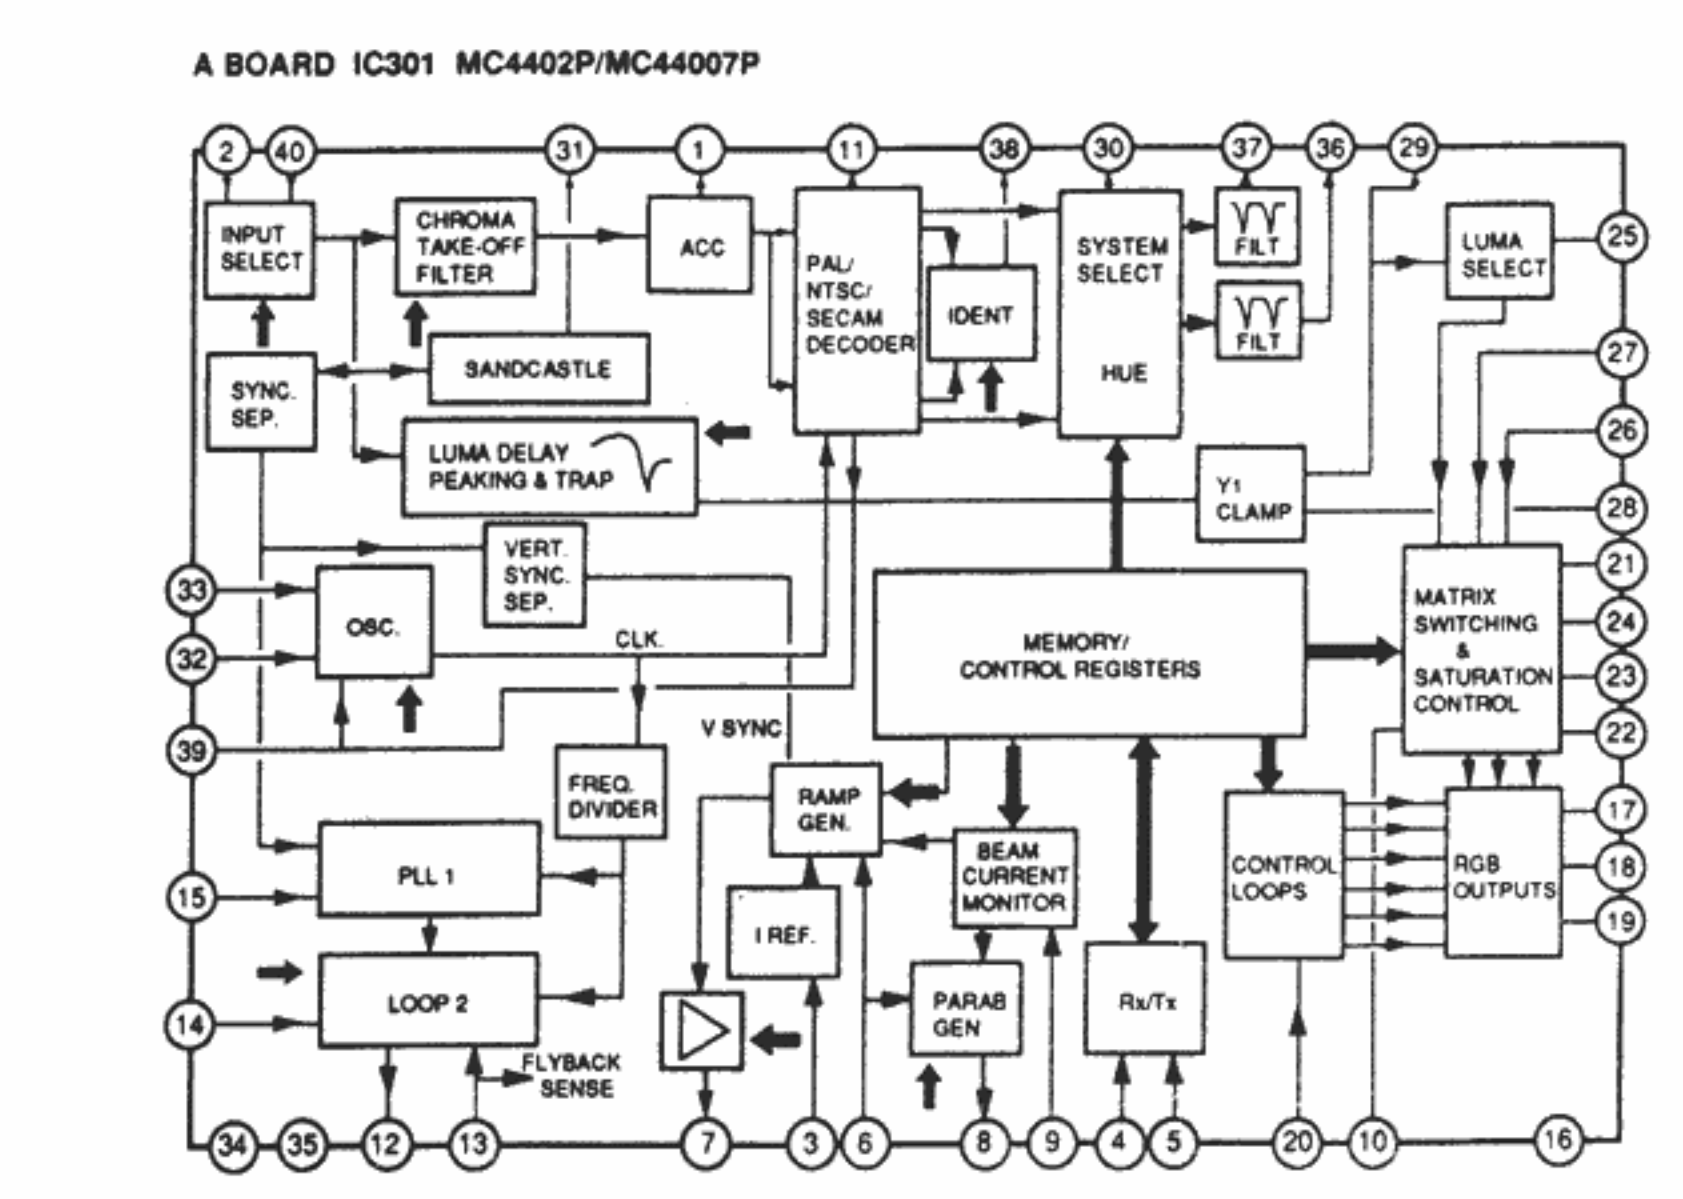 A BOARD IC301 MC4402P/MC44007P
2
40
31
1
11
38
30
37
36
29
INPUT
SELECT
CHROMA
TAKE-OFF
FILTER
ACC
PAL/
NTSC/
SECAM
DECODER
IDENT
SYSTEM
SELECT
HUE
FILT
FILT
LUMA
SELECT
25
27
26
28
SYNC.
SEP.
SANDCASTLE
LUMA DELAY
PEAKING & TRAP
Y1
CLAMP
VERT.
SYNC.
SEP.
33
32
39
OSC.
CLK.
V SYNC
MEMORY/
CONTROL REGISTERS
MATRIX
SWITCHING
&
SATURATION
CONTROL
21
24
23
22
FREQ.
DIVIDER
RAMP
GEN.
BEAM
CURRENT
MONITOR
CONTROL
LOOPS
RGB
OUTPUTS
17
18
19
PLL 1
15
I REF.
LOOP 2
14
PARAB
GEN
Rx/Tx
FLYBACK
SENSE
34
35
12
13
7
3
6
8
9
4
5
20
10
16